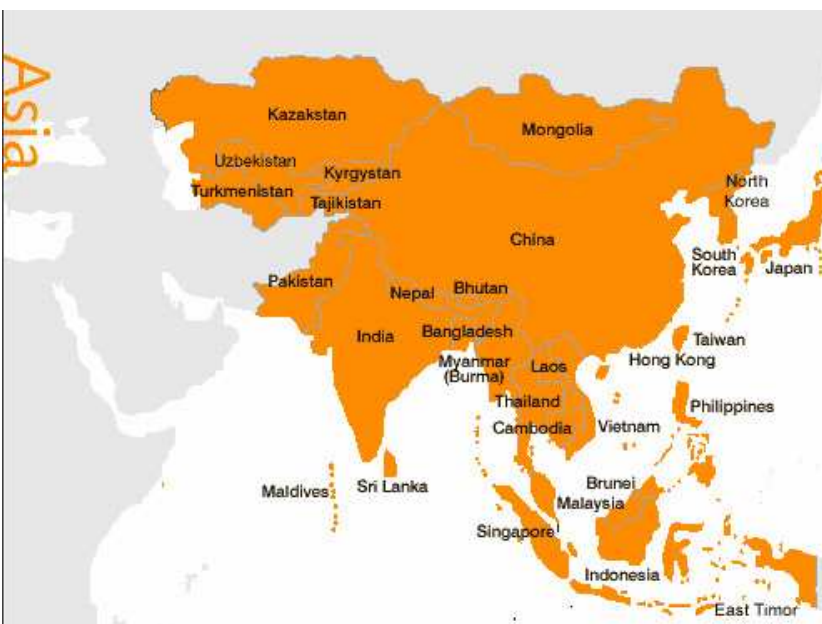 Asia
Kazakstan
Mongolia
Uzbekistan
Kyrgystan
Turkmenistan
Tajikistan
North
Korea
China
South
Korea
Japan
Pakistan
Nepal
Bhutan
India
Bangladesh
Taiwan
Myanmar
(Burma)
Laos
Hong Kong
Thailand
Philippines
Cambodia
Vietnam
Maldives
Sri Lanka
Brunei
Malaysia
Singapore
Indonesia
East Timor